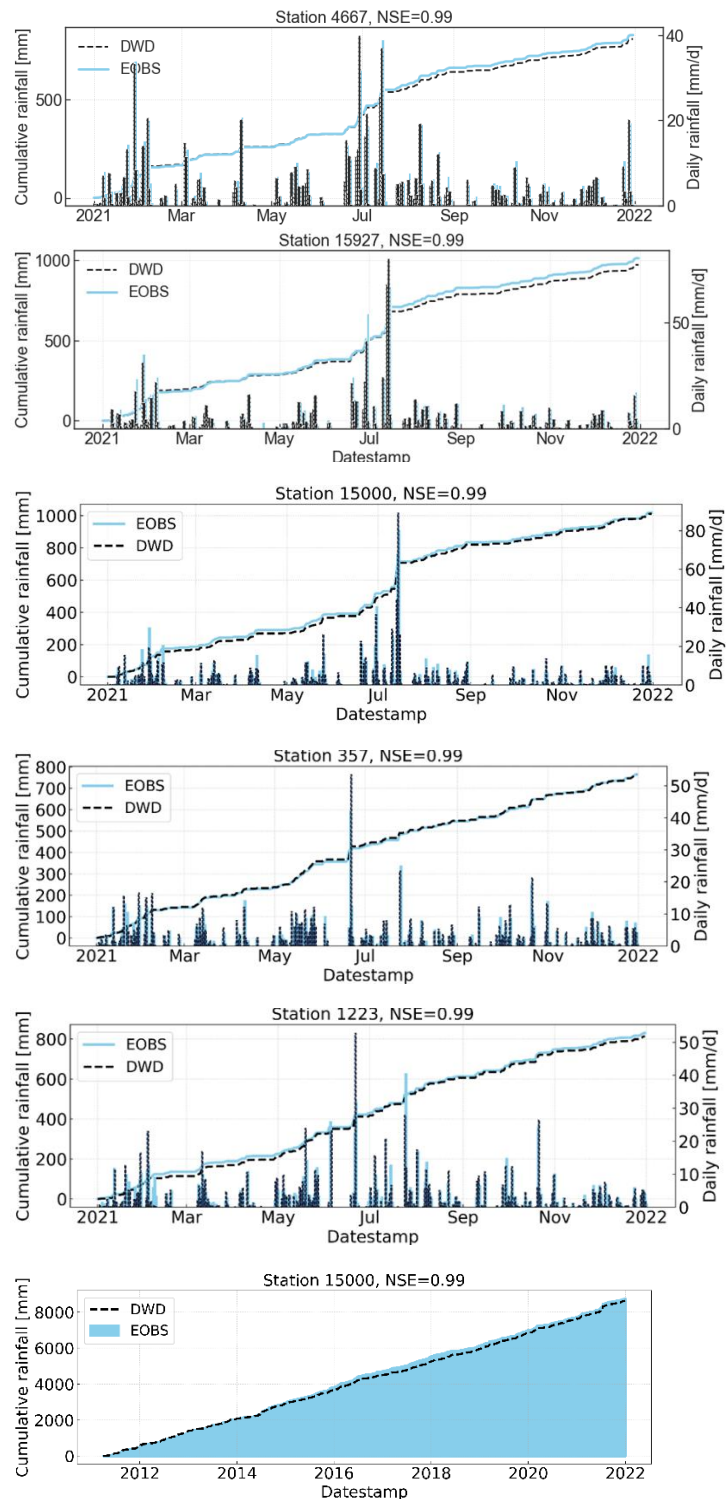 Station 4667, NSE=0.99
Cumulative rainfall [mm]
500
0
DWD
EOBS
40
20
0
Daily rainfall [mm]
2021 Mar May Jul Sep Nov 2022
Station 15927, NSE=0.99
Cumulative rainfall [mm]
1000
500
0
DWD
EOBS
50
0
Daily rainfall [mm]
2021 Mar May Jul Sep Nov 2022
Datestamp
Station 15000, NSE=0.99
Cumulative rainfall [mm]
1000
800
600
400
200
0
EOBS
DWD
80
60
40
20
0
Daily rainfall [mm/d]
2021 Mar May Jul Sep Nov 2022
Datestamp
Station 357, NSE=0.99
Cumulative rainfall [mm]
800
700
600
500
400
300
200
100
0
EOBS
DWD
50
40
30
20
10
0
Daily rainfall [mm/d]
2021 Mar May Jul Sep Nov 2022
Datestamp
Station 1223, NSE=0.99
Cumulative rainfall [mm]
800
600
400
200
0
EOBS
DWD
50
40
30
20
10
0
Daily rainfall [mm/d]
2021 Mar May Jul Sep Nov 2022
Datestamp
Station 15000, NSE=0.99
Cumulative rainfall [mm]
8000
6000
4000
2000
0
DWD
EOBS
2012 2014 2016 2018 2020 2022
Datestamp